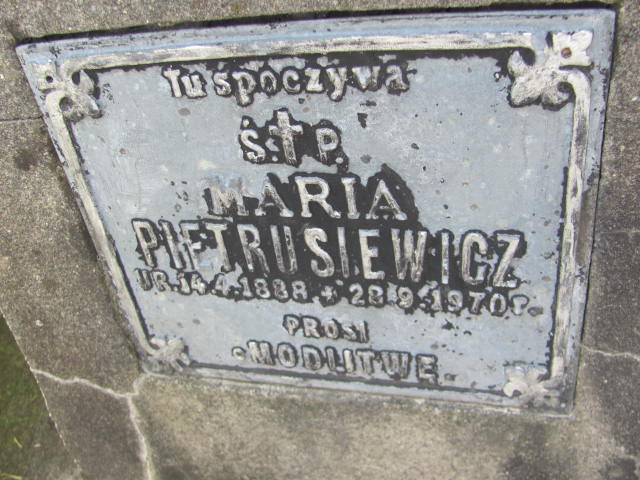 Tu spoczywa
Ś.†P.
MARIA
PIETRUSIEWICZ
UR.14.4.1888 + 28.9.1970 r.
PROSI
MODLITWĘ